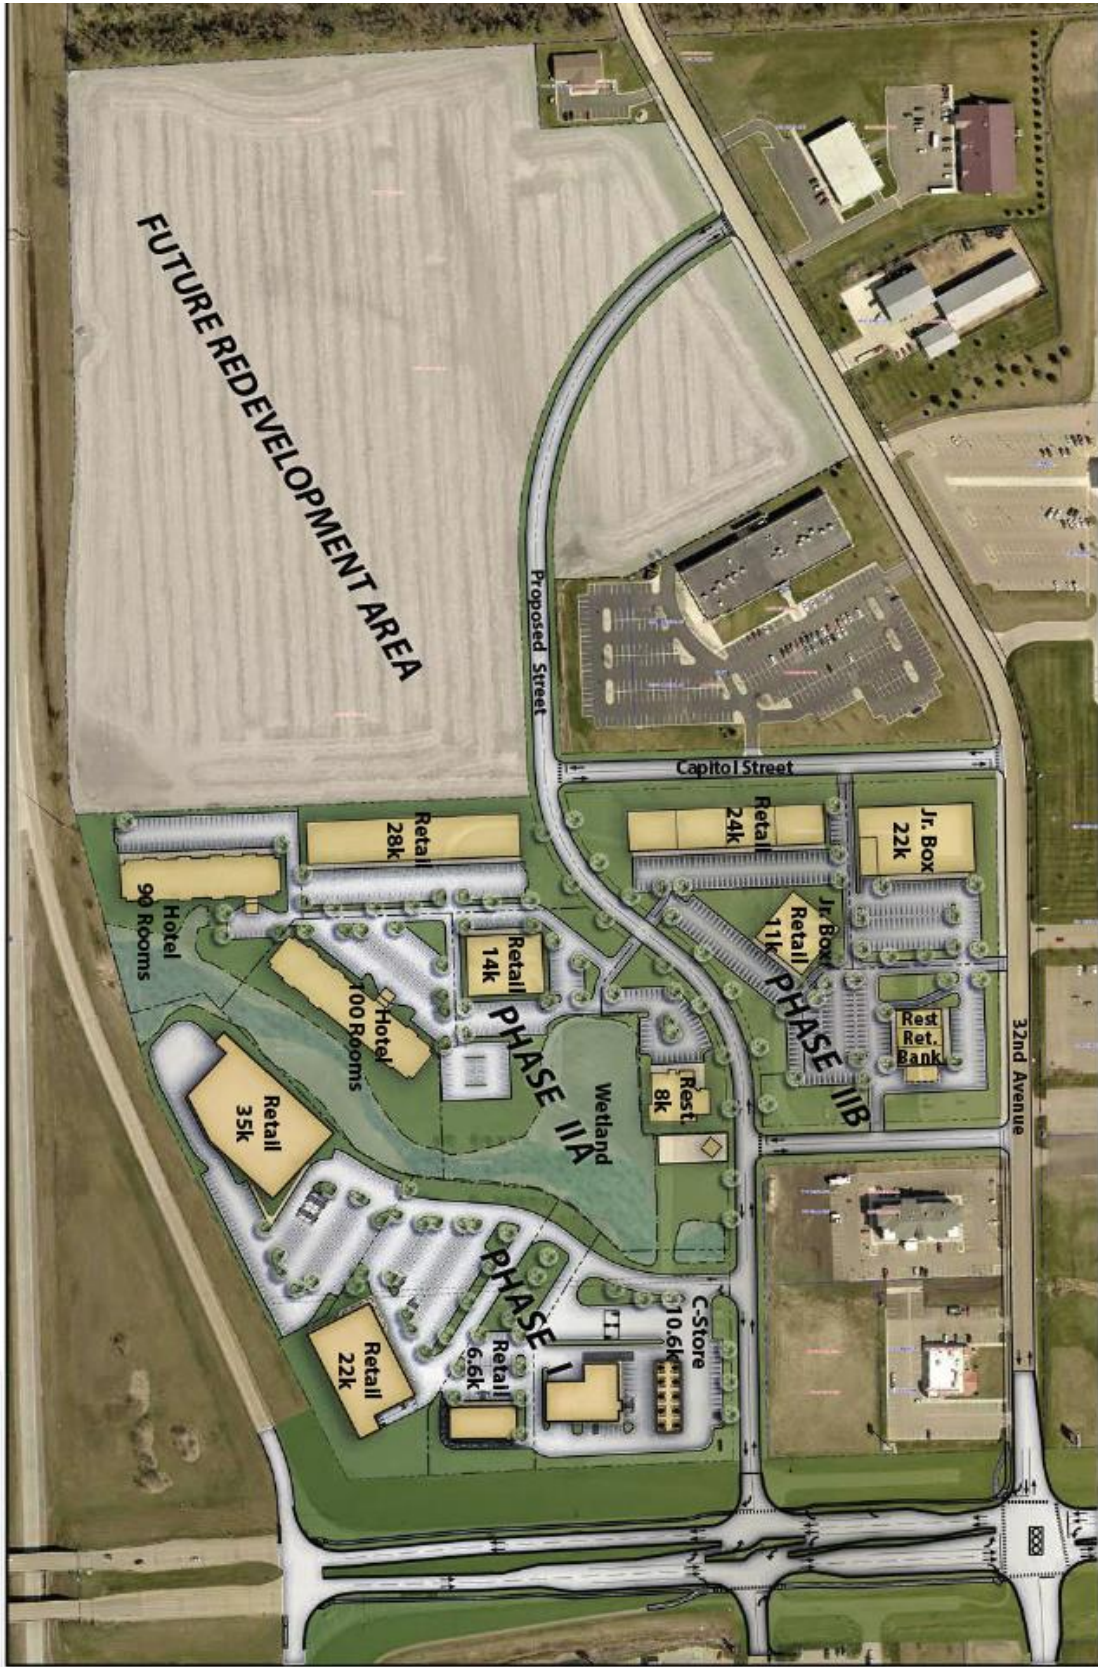 FUTURE REDEVELOPMENT AREA
Proposed Street
Capitol Street
Retail
28k
Retail
24k
Jr. Box
22k
Hotel
90 Rooms
Retail
14k
Jr. Box/
Retail
11k
Hotel
100 Rooms
PHASE IIA
PHASE IIB
Rest
Ret.
Bank
32nd Avenue
Rest.
8k
Wetland
Retail
35k
PHASE I
C-Store
10.6k
Retail
6.6k
Retail
22k